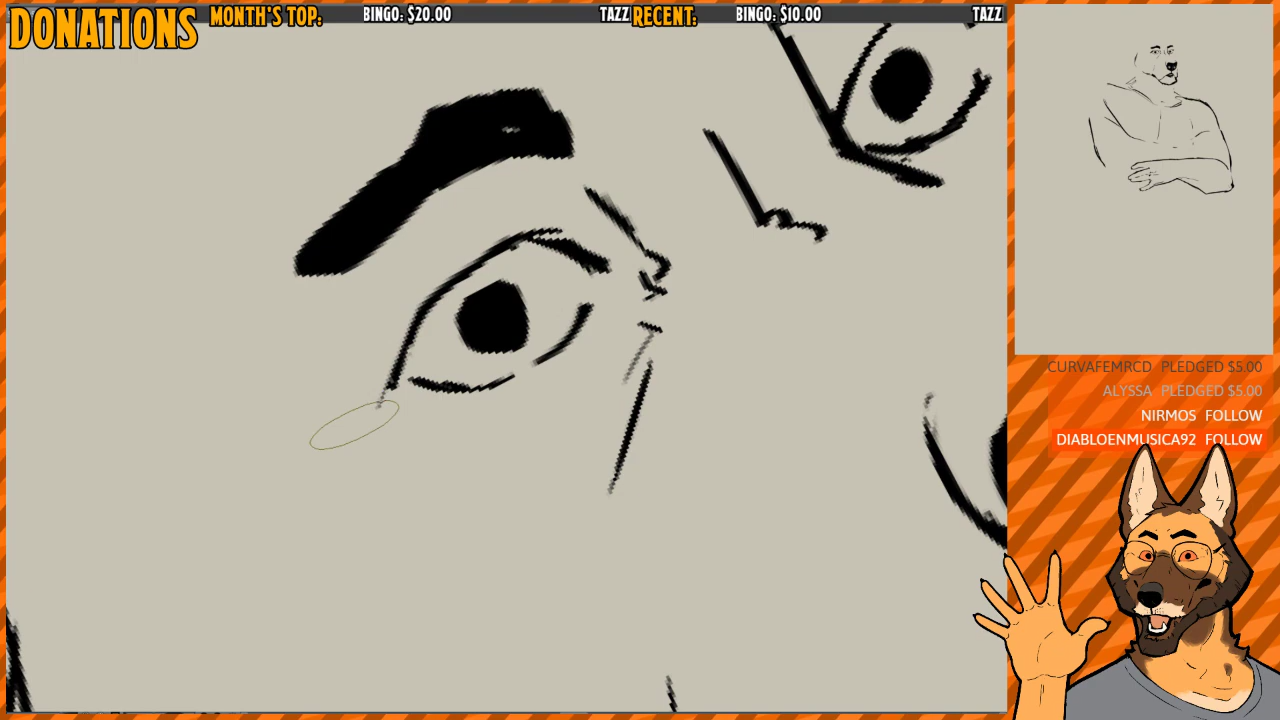 DONATIONS
MONTH'S TOP: BINGO: $20.00 TAZZ
RECENT: BINGO: $10.00 TAZZ
CURVAFEMRCD PLEDGED $5.00
ALYSSA PLEDGED $5.00
NIRMOS FOLLOW
DIABLOENMUSICA92 FOLLOW